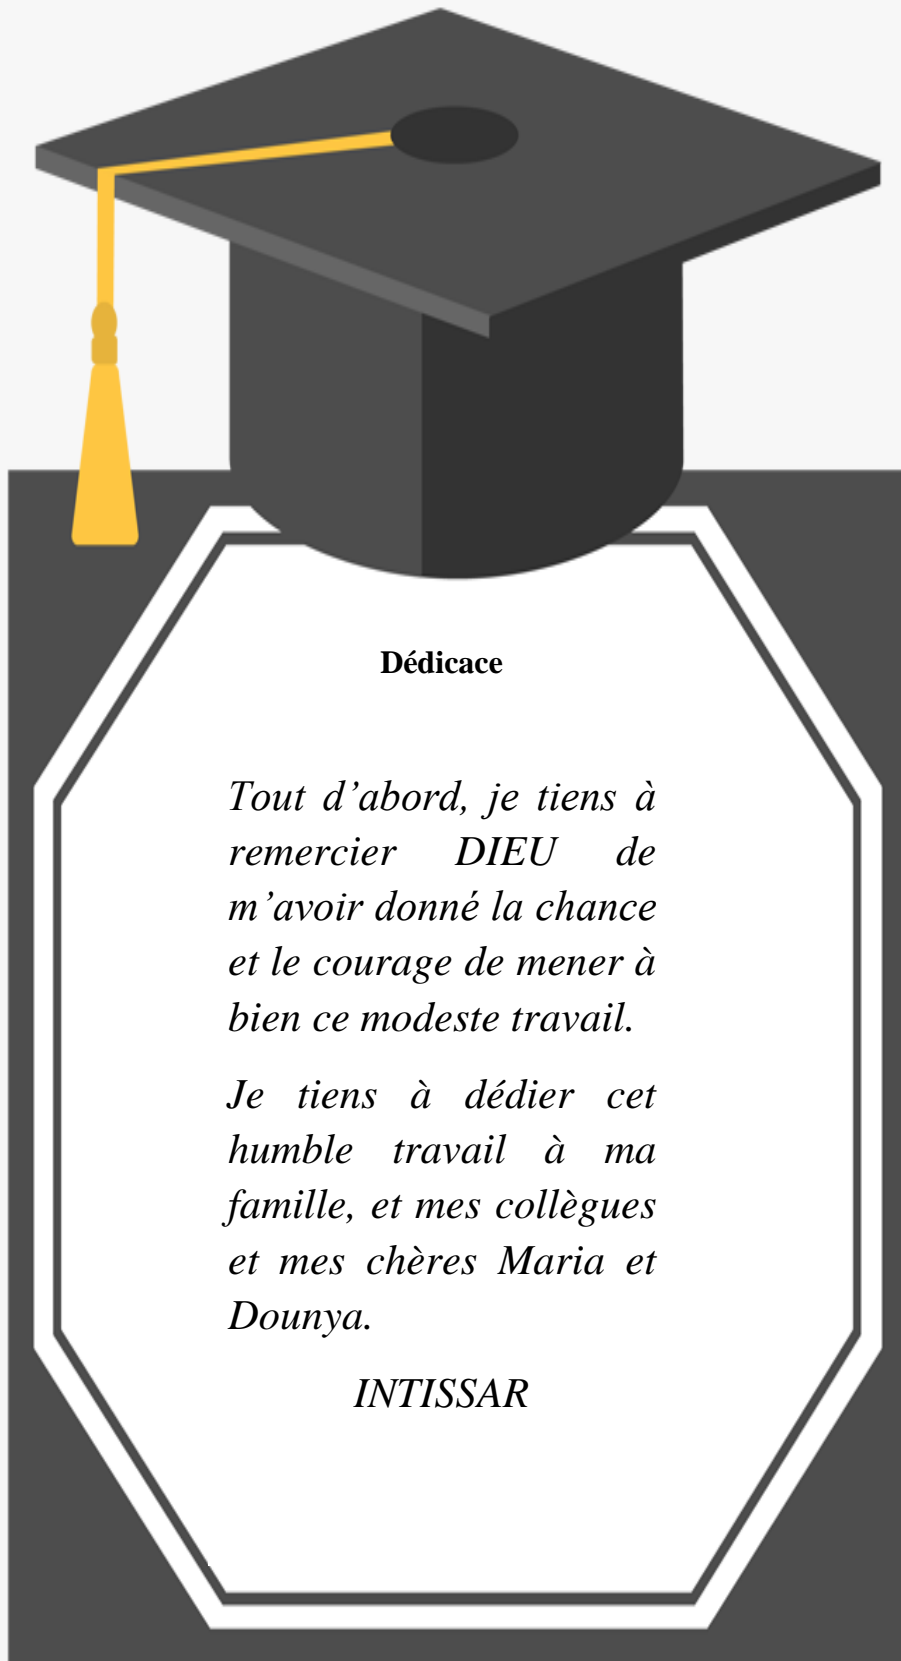 Dédicace
Tout d’abord, je tiens à
remercier DIEU de
m’avoir donné la chance
et le courage de mener à
bien ce modeste travail.
Je tiens à dédier cet
humble travail à ma
famille, et mes collègues
et mes chères Maria et
Dounya.
INTISSAR